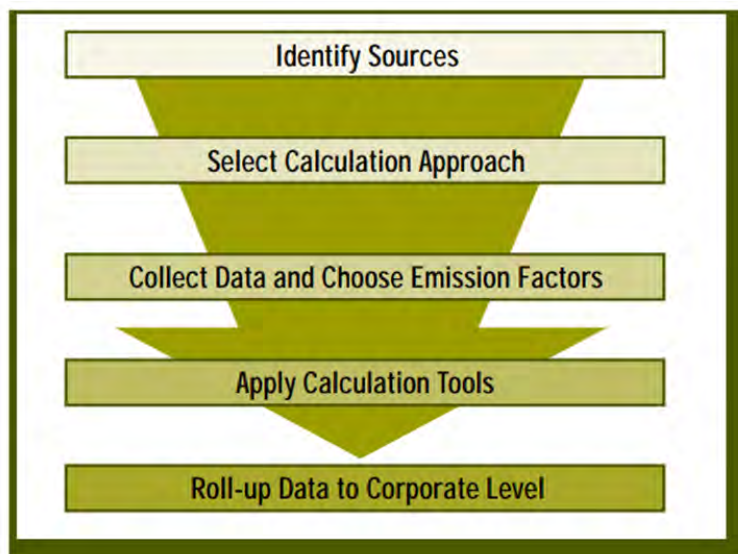 Identify Sources
Select Calculation Approach
Collect Data and Choose Emission Factors
Apply Calculation Tools
Roll-up Data to Corporate Level